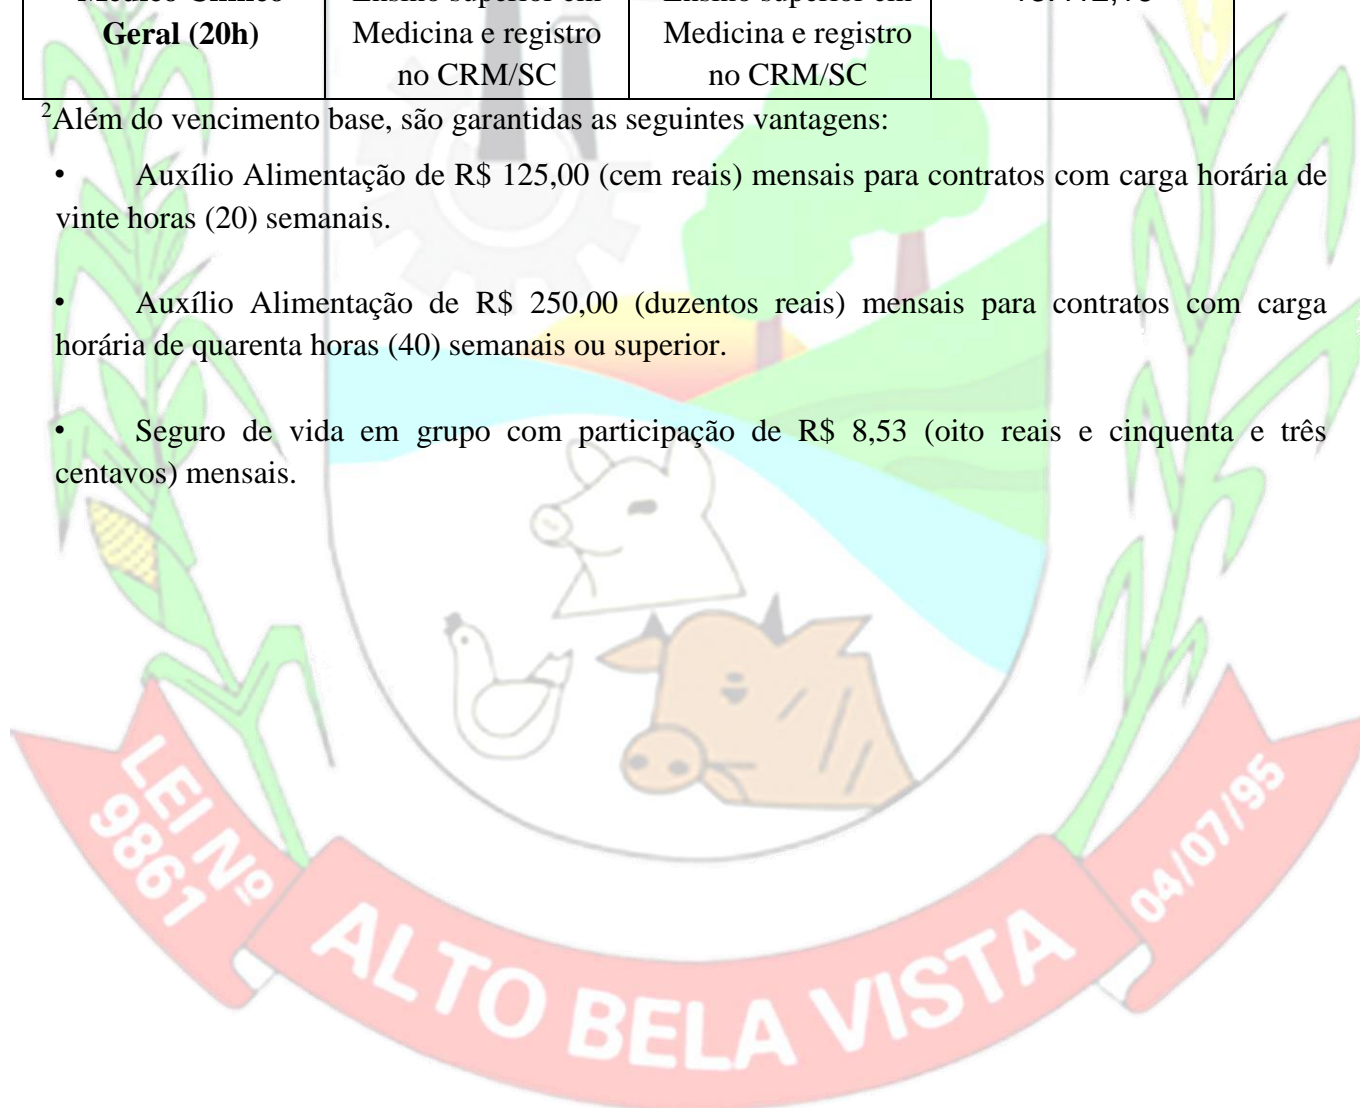 Geral (20h)
Medicina e registro
no CRM/SC
Medicina e registro
no CRM/SC
²Além do vencimento base, são garantidas as seguintes vantagens:
• Auxílio Alimentação de R$ 125,00 (cem reais) mensais para contratos com carga horária de
vinte horas (20) semanais.
• Auxílio Alimentação de R$ 250,00 (duzentos reais) mensais para contratos com carga
horária de quarenta horas (40) semanais ou superior.
• Seguro de vida em grupo com participação de R$ 8,53 (oito reais e cinquenta e três
centavos) mensais.
LEI Nº
9861
ALTO BELA VISTA
04/07/95